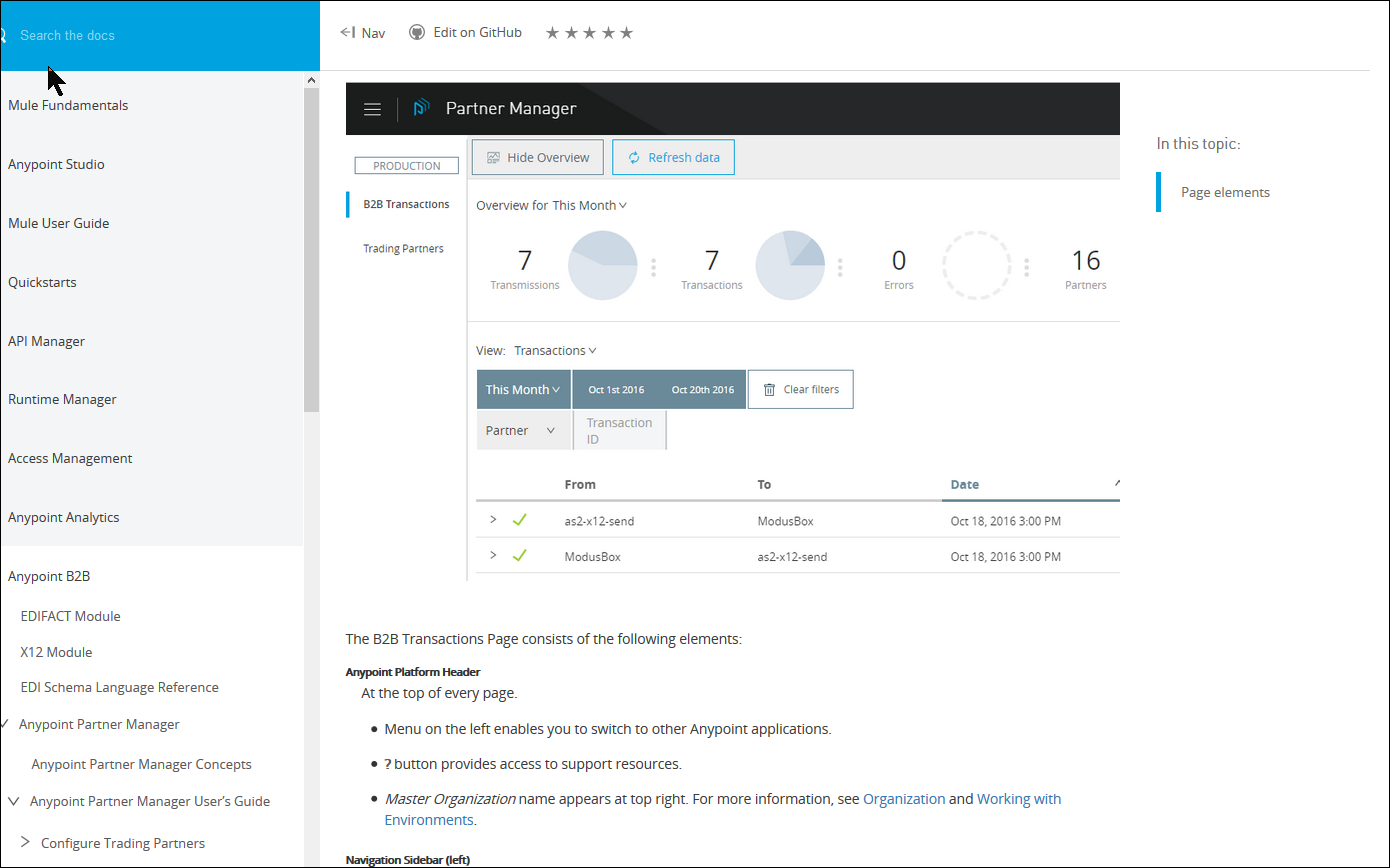 Search the docs
Nav
Edit on GitHub
Mule Fundamentals
Anypoint Studio
Mule User Guide
Quickstarts
API Manager
Runtime Manager
Access Management
Anypoint Analytics
Anypoint B2B
EDIFACT Module
X12 Module
EDI Schema Language Reference
Anypoint Partner Manager
Anypoint Partner Manager Concepts
Anypoint Partner Manager User's Guide
Configure Trading Partners
Partner Manager
PRODUCTION
B2B Transactions
Trading Partners
Hide Overview
Refresh data
Overview for This Month
7
Transmissions
7
Transactions
0
Errors
16
Partners
View: Transactions
This Month
Oct 1st 2016
Oct 20th 2016
Clear filters
Partner
Transaction
ID
From To Date
as2-x12-send ModusBox Oct 18, 2016 3:00 PM
ModusBox as2-x12-send Oct 18, 2016 3:00 PM
The B2B Transactions Page consists of the following elements:
Anypoint Platform Header
At the top of every page.
• Menu on the left enables you to switch to other Anypoint applications.
• ? button provides access to support resources.
• Master Organization name appears at top right. For more information, see Organization and Working with
Environments.
Navigation Sidebar (left)
In this topic:
Page elements